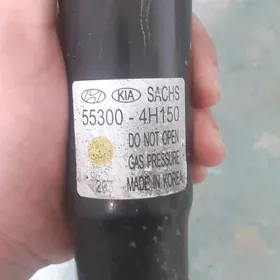 KIA SACHS
55300 - 4H150
DO NOT OPEN
GAS PRESSURE
MADE IN KOREA